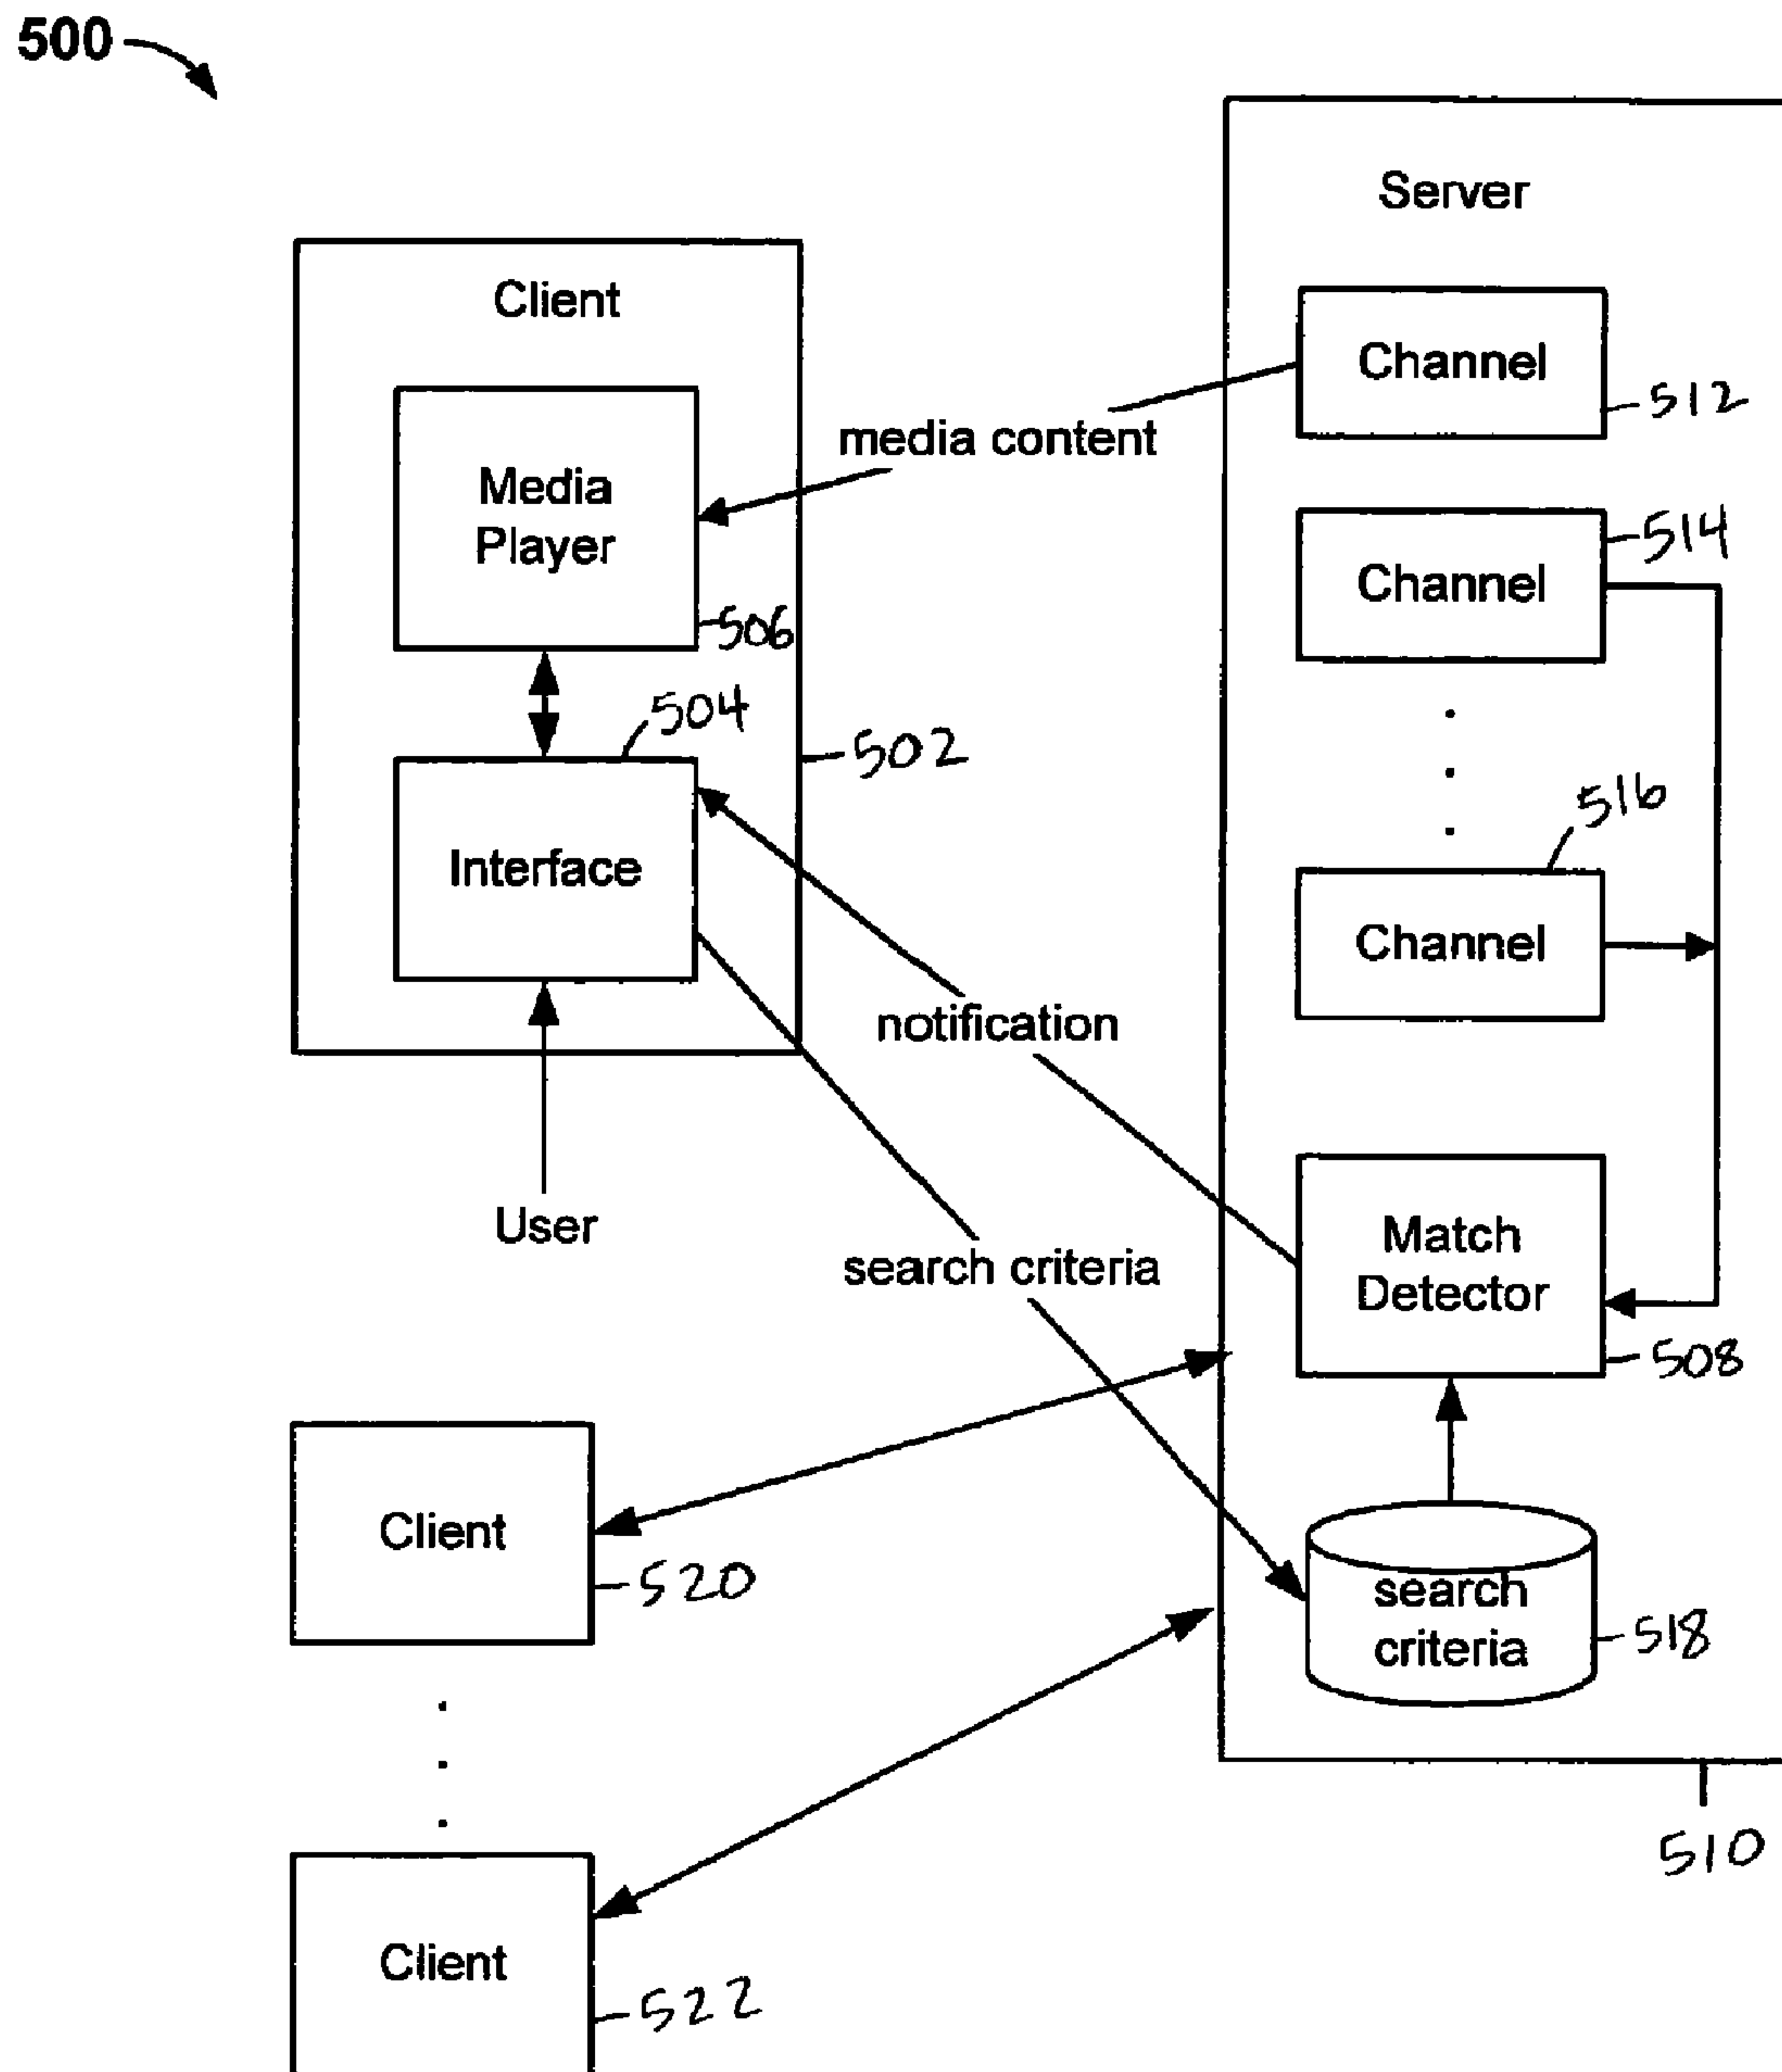 500
Server
Client
Channel
512
media content
Media
Player
506
514
Channel
504
502
516
Interface
Channel
notification
User
search criteria
Match
Detector
508
Client
520
search
criteria
518
510
Client
522